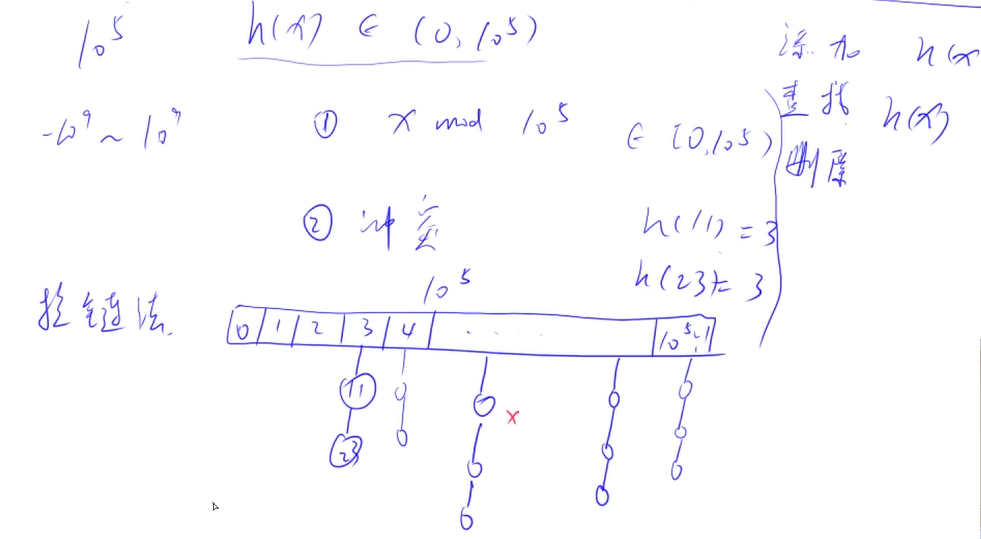 10^5
h(x) ∈ (0, 10^5)
-10^9 ~ 10^9
① x mod 10^5 ∈ [0, 10^5)
② 冲突
h(11) = 3
h(23) = 3
添加 h(x
查找 h(x)
删除
拉链法
10^5
0 1 2 3 4 . . . . 10^5-1
11
23
x